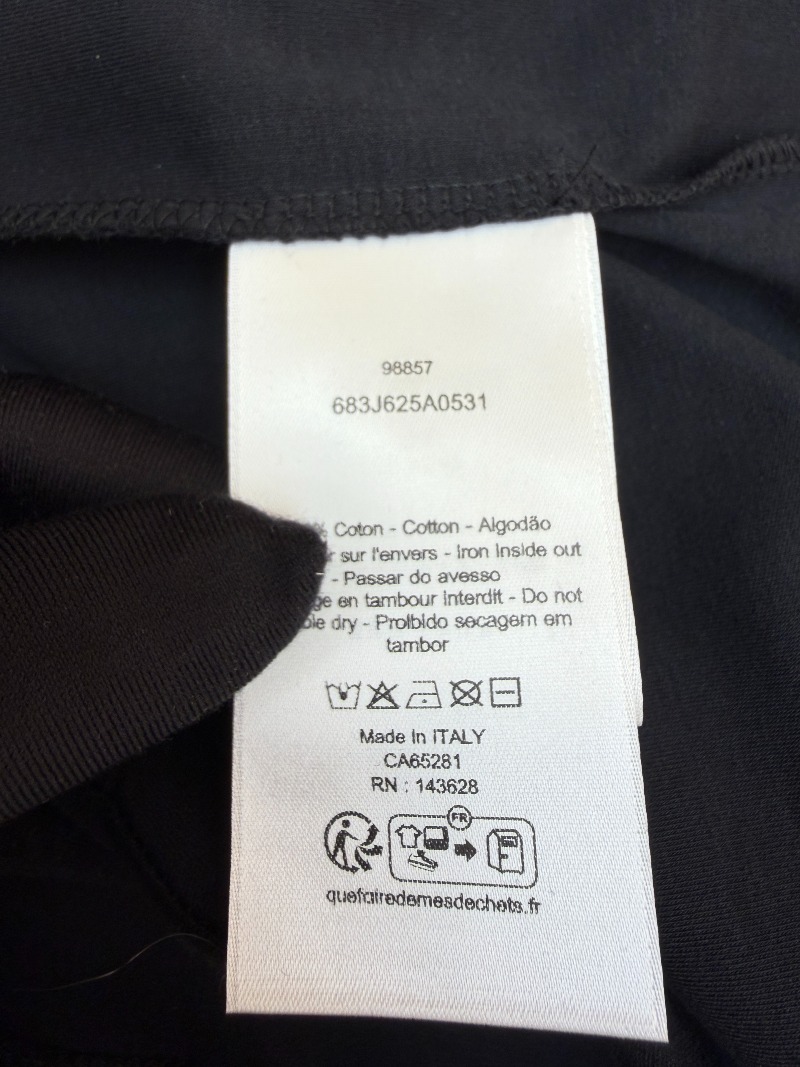 98857
683J625A0531
% Coton - Cotton - Algodão
sur l'envers - Iron inside out
- Passar do avesso
en tambour interdit - Do not
dry - Proibido secagem em
tambor
Made in ITALY
CA65281
RN : 143628
FR
quefairedemesdechets.fr